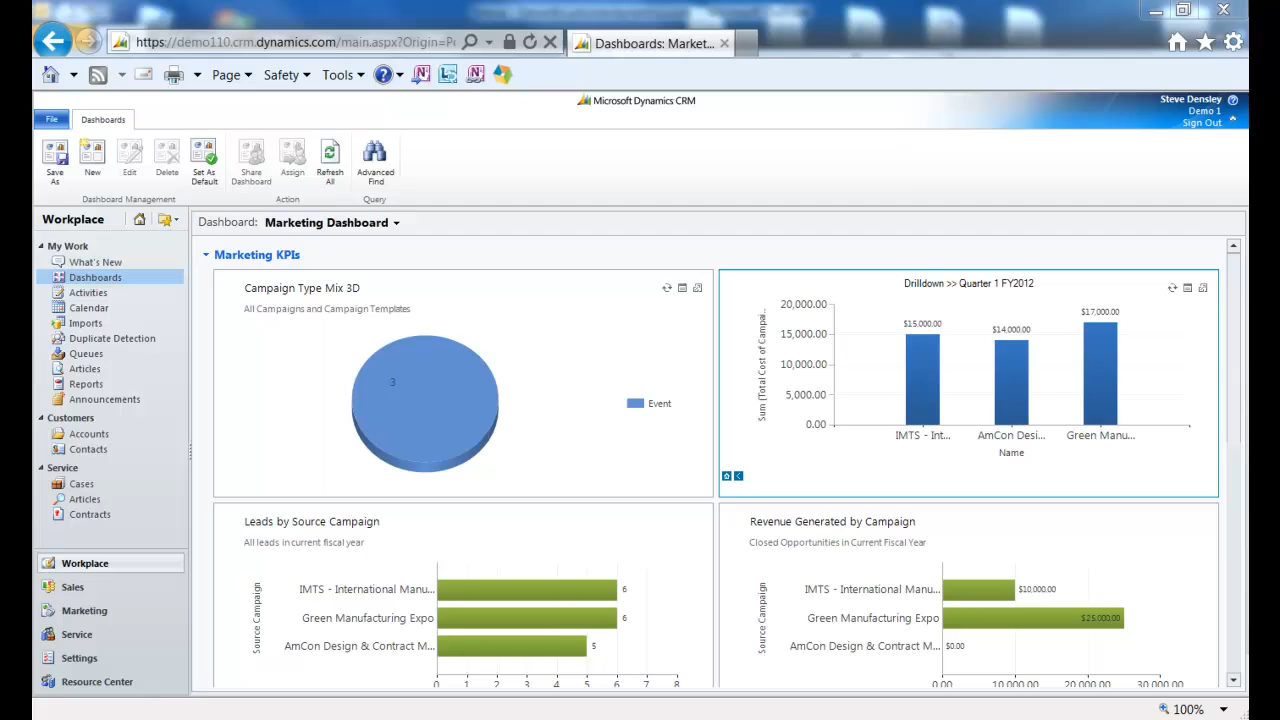 https://demo110.crm.dynamics.com/main.aspx?Origin=P
Dashboards: Market...
Page
Safety
Tools
Microsoft Dynamics CRM
Steve Densley
Demo 1
Sign Out
File
Dashboards
Save As
New
Edit
Delete
Set As Default
Share Dashboard
Assign
Refresh All
Advanced Find
Dashboard Management
Action
Query
Workplace
Dashboard: Marketing Dashboard
My Work
What's New
Dashboards
Activities
Calendar
Imports
Duplicate Detection
Queues
Articles
Reports
Announcements
Customers
Accounts
Contacts
Service
Cases
Articles
Contracts
Workplace
Sales
Marketing
Service
Settings
Resource Center
Marketing KPIs
Campaign Type Mix 3D
All Campaigns and Campaign Templates
3
Event
Drilldown >> Quarter 1 FY2012
Sum (Total Cost of Campai..
20,000.00
15,000.00
10,000.00
5,000.00
0.00
$15,000.00
$14,000.00
$17,000.00
IMTS - Int...
AmCon Desi...
Green Manu...
Name
Leads by Source Campaign
All leads in current fiscal year
Source Campaign
IMTS - International Manu... 6
Green Manufacturing Expo 6
AmCon Design & Contract M... 5
0 1 2 3 4 5 6 7 8
Revenue Generated by Campaign
Closed Opportunities in Current Fiscal Year
Source Campaign
IMTS - International Manu... $10,000.00
Green Manufacturing Expo $25,000.00
AmCon Design & Contract M... $0.00
0.00 10,000.00 20,000.00 30,000.00
100%